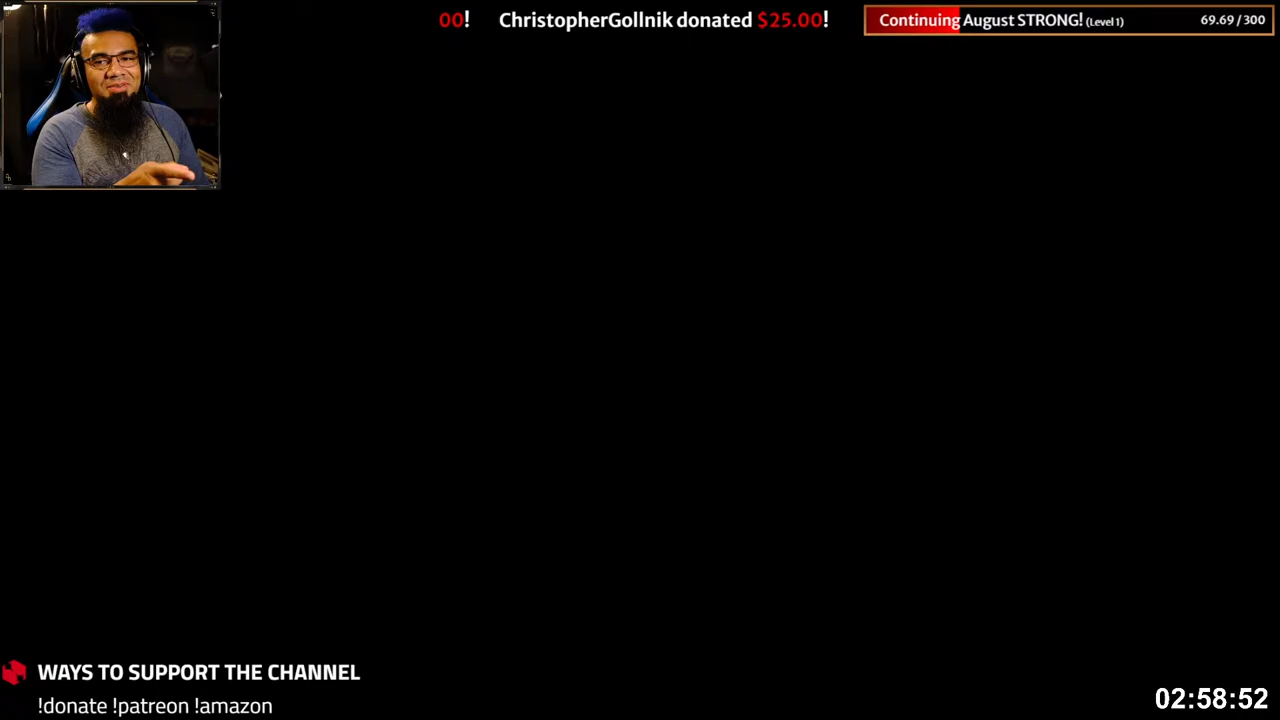 00! ChristopherGollnik donated $25.00!
Continuing August STRONG! (Level 1) 69.69 / 300
WAYS TO SUPPORT THE CHANNEL
!donate !patreon !amazon
02:58:52